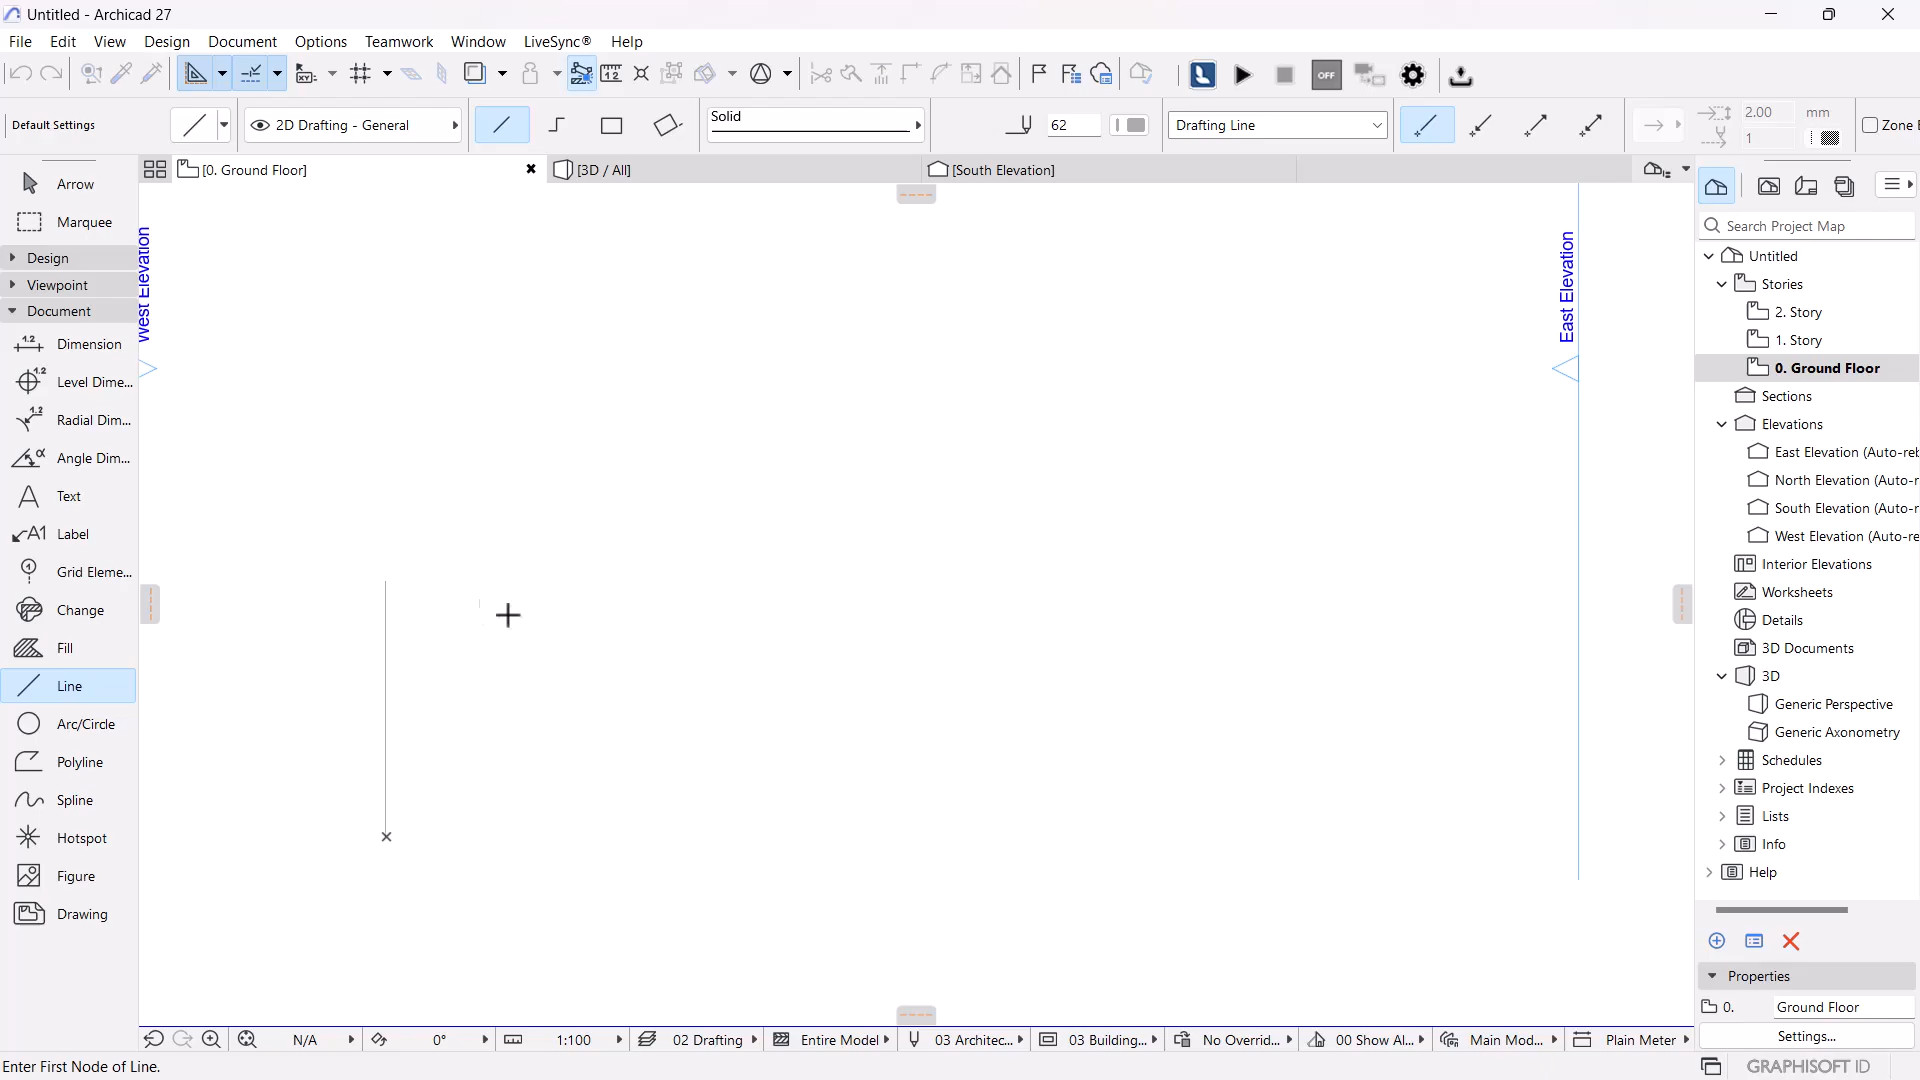 Untitled - Archicad 27
File Edit View Design Document Options Teamwork Window LiveSync® Help
OFF
Default Settings
2D Drafting - General
Solid
62
Drafting Line
2.00 mm
1
Zone
[0. Ground Floor]
[3D / All]
[South Elevation]
Arrow
Marquee
Design
Viewpoint
Document
Dimension
Level Dime...
Radial Dim...
Angle Dim...
Text
Label
Grid Eleme...
Change
Fill
Line
Arc/Circle
Polyline
Spline
Hotspot
Figure
Drawing
West Elevation
East Elevation
Search Project Map
Untitled
Stories
2. Story
1. Story
0. Ground Floor
Sections
Elevations
East Elevation (Auto-reb
North Elevation (Auto-r
South Elevation (Auto-r
West Elevation (Auto-re
Interior Elevations
Worksheets
Details
3D Documents
3D
Generic Perspective
Generic Axonometry
Schedules
Project Indexes
Lists
Info
Help
Properties
0. Ground Floor
Settings...
N/A
0°
1:100
02 Drafting
Entire Model
03 Architec...
03 Building...
No Overrid...
00 Show Al...
Main Mod...
Plain Meter
Enter First Node of Line.
GRAPHISOFT ID